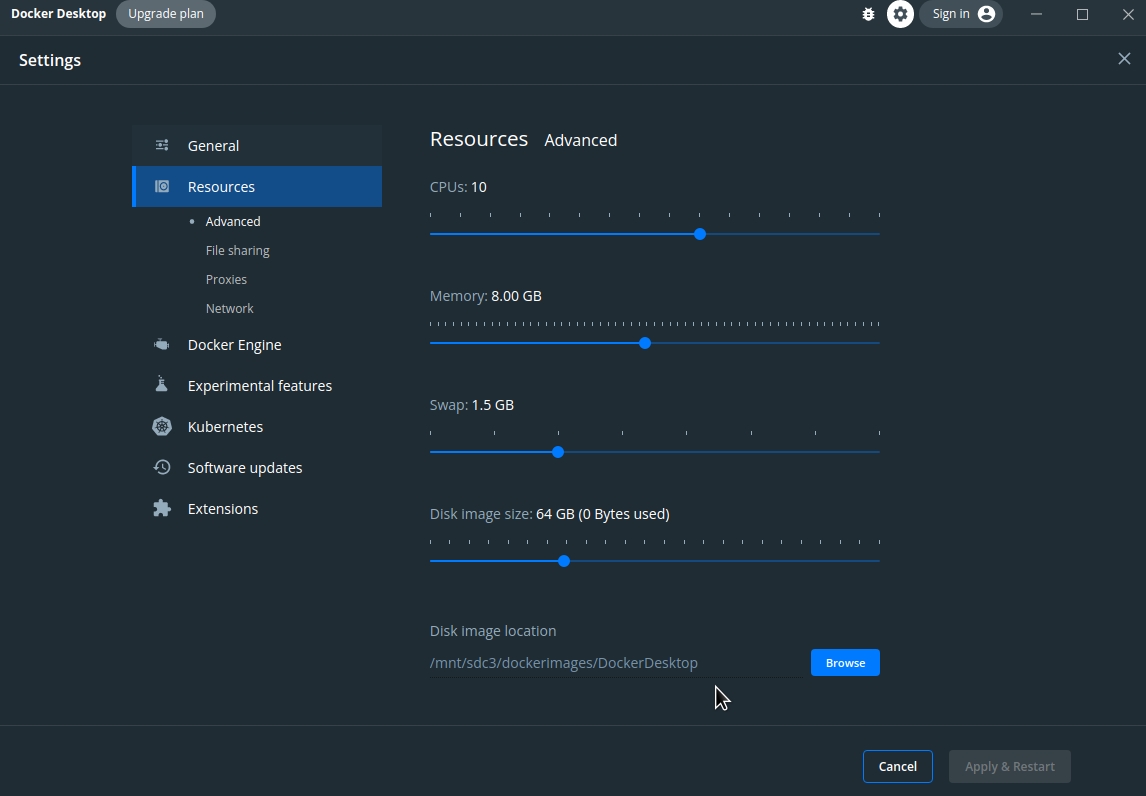 Docker Desktop Upgrade plan Sign in
Settings
General
Resources
Advanced
File sharing
Proxies
Network
Docker Engine
Experimental features
Kubernetes
Software updates
Extensions
Resources Advanced
CPUs: 10
Memory: 8.00 GB
Swap: 1.5 GB
Disk image size: 64 GB (0 Bytes used)
Disk image location
/mnt/sdc3/dockerimages/DockerDesktop Browse
Cancel Apply & Restart